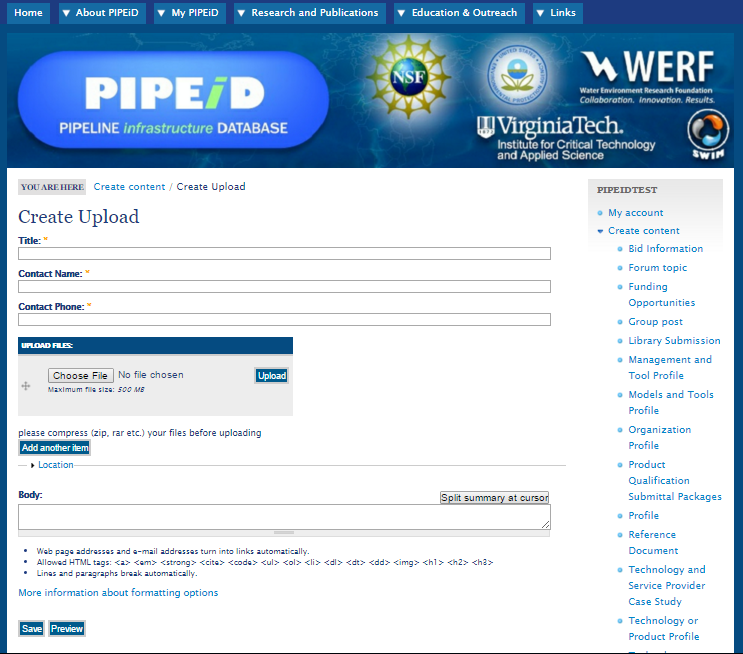 Home
▼ About PIPEiD
▼ My PIPEiD
▼ Research and Publications
▼ Education & Outreach
▼ Links
PIPEiD
PIPELINE infrastructure DATABASE
NSF
WERF
Water Environment Research Foundation
Collaboration. Innovation. Results.
VirginiaTech.
Institute for Critical Technology
and Applied Science
SWIM
YOU ARE HERE Create content / Create Upload
Create Upload
Title: *
Contact Name: *
Contact Phone: *
UPLOAD FILES:
Choose File No file chosen
Upload
Maximum file size: 500 MB
please compress (zip, rar etc.) your files before uploading
Add another item
Location
Body:
Split summary at cursor
Web page addresses and e-mail addresses turn into links automatically.
Allowed HTML tags: <a> <em> <strong> <cite> <code> <ul> <ol> <li> <dl> <dt> <dd> <img> <h1> <h2> <h3>
Lines and paragraphs break automatically.
More information about formatting options
Save
Preview
PIPEIDTEST
My account
Create content
Bid Information
Forum topic
Funding
Opportunities
Group post
Library Submission
Management and
Tool Profile
Models and Tools
Profile
Organization
Profile
Product
Qualification
Submittal Packages
Profile
Reference
Document
Technology and
Service Provider
Case Study
Technology or
Product Profile